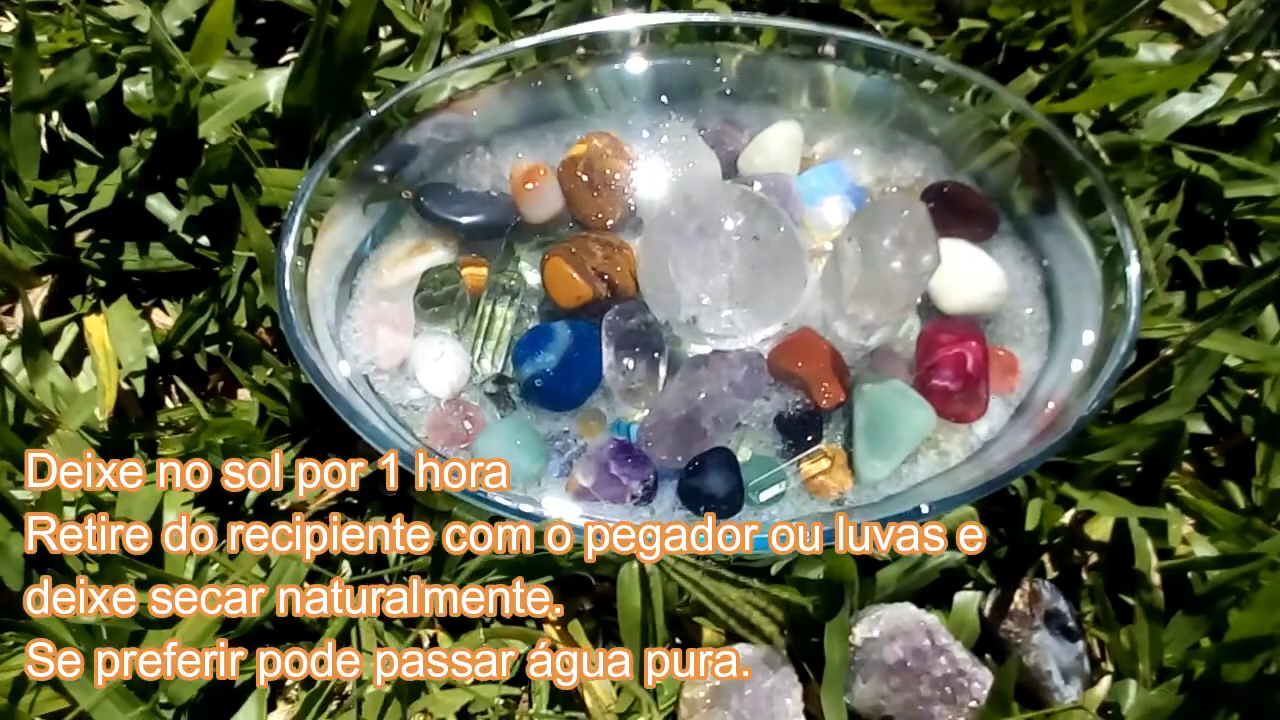 Deixe no sol por 1 hora
Retire do recipiente com o pegador ou luvas e
deixe secar naturalmente.
Se preferir pode passar água pura.